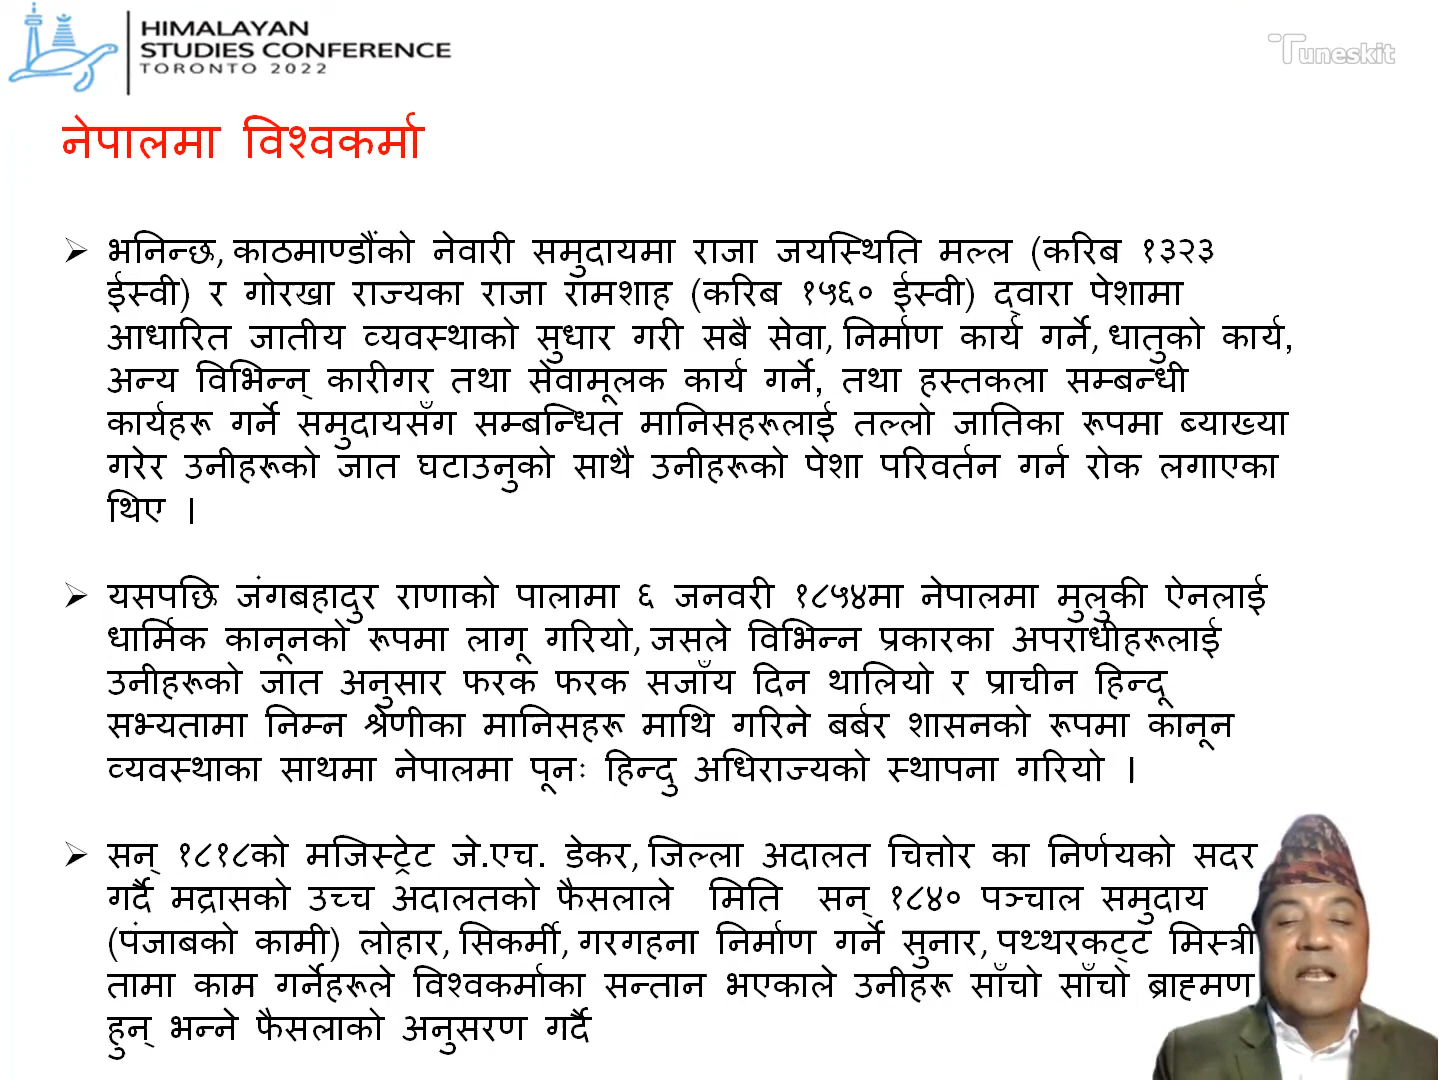 HIMALAYAN
STUDIES CONFERENCE
TORONTO 2022
Tuneskit
नेपालमा विश्वकर्मा
भनिन्छ, काठमाण्डौंको नेवारी समुदायमा राजा जयस्थिति मल्ल (करिब १३२३
ईस्वी) र गोरखा राज्यका राजा रामशाह (करिब १५६० ईस्वी) द्वारा पेशामा
आधारित जातीय व्यवस्थाको सुधार गरी सबै सेवा, निर्माण कार्य गर्ने, धातुको कार्य,
अन्य विभिन्न् कारीगर तथा सेवामूलक कार्य गर्ने, तथा हस्तकला सम्बन्धी
कार्यहरू गर्ने समुदायसँग सम्बन्धित मानिसहरूलाई तल्लो जातिका रूपमा ब्याख्या
गरेर उनीहरूको जात घटाउनुको साथै उनीहरूको पेशा परिवर्तन गर्न रोक लगाएका
थिए ।
यसपछि जंगबहादुर राणाको पालामा ६ जनवरी १८५४मा नेपालमा मुलुकी ऐनलाई
धार्मिक कानूनको रूपमा लागू गरियो, जसले विभिन्न प्रकारका अपराधीहरूलाई
उनीहरूको जात अनुसार फरक फरक सजाँय दिन थालियो र प्राचीन हिन्दू
सभ्यतामा निम्न श्रेणीका मानिसहरू माथि गरिने बर्बर शासनको रूपमा कानून
व्यवस्थाका साथमा नेपालमा पूनः हिन्दु अधिराज्यको स्थापना गरियो ।
सन् १८१८को मजिस्ट्रेट जे.एच. डेकर, जिल्ला अदालत चित्तोर का निर्णयको सदर
गर्दै मद्रासको उच्च अदालतको फैसलाले मिति सन् १८४० पञ्चाल समुदाय
(पंजाबको कामी) लोहार, सिकर्मी, गरगहना निर्माण गर्ने सुनार, पथ्थरकट्ट मिस्त्री
तामा काम गर्नेहरूले विश्वकर्माका सन्तान भएकाले उनीहरू साँचो साँचो ब्राह्मण
हुन् भन्ने फैसलाको अनुसरण गर्दै